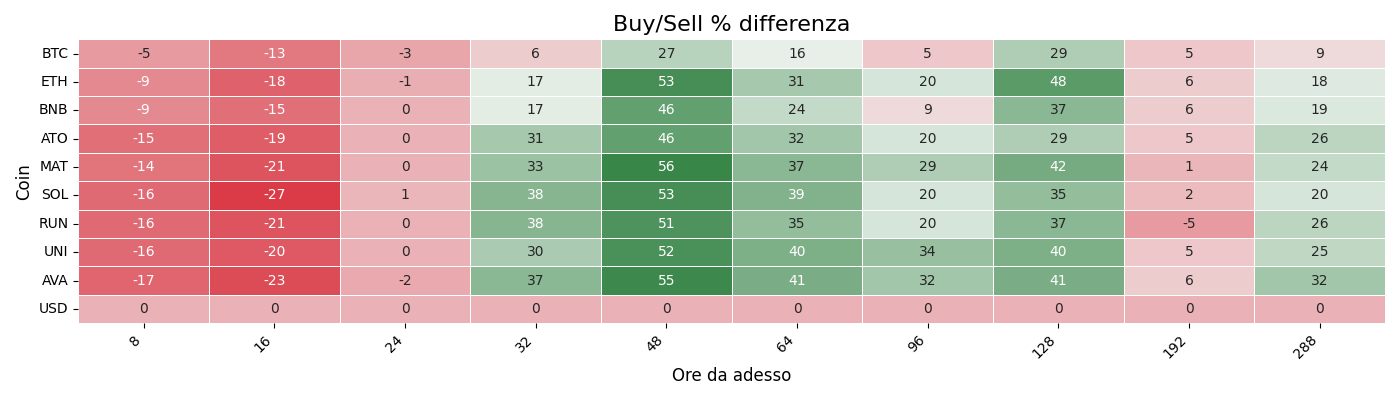 Buy/Sell % differenza
BTC -5 -13 -3 6 27 16 5 29 5 9
ETH -9 -18 -1 17 53 31 20 48 6 18
BNB -9 -15 0 17 46 24 9 37 6 19
ATO -15 -19 0 31 46 32 20 29 5 26
MAT -14 -21 0 33 56 37 29 42 1 24
SOL -16 -27 1 38 53 39 20 35 2 20
RUN -16 -21 0 38 51 35 20 37 -5 26
UNI -16 -20 0 30 52 40 34 40 5 25
AVA -17 -23 -2 37 55 41 32 41 6 32
USD 0 0 0 0 0 0 0 0 0 0
8 16 24 32 48 64 96 128 192 288
Ore da adesso
Coin